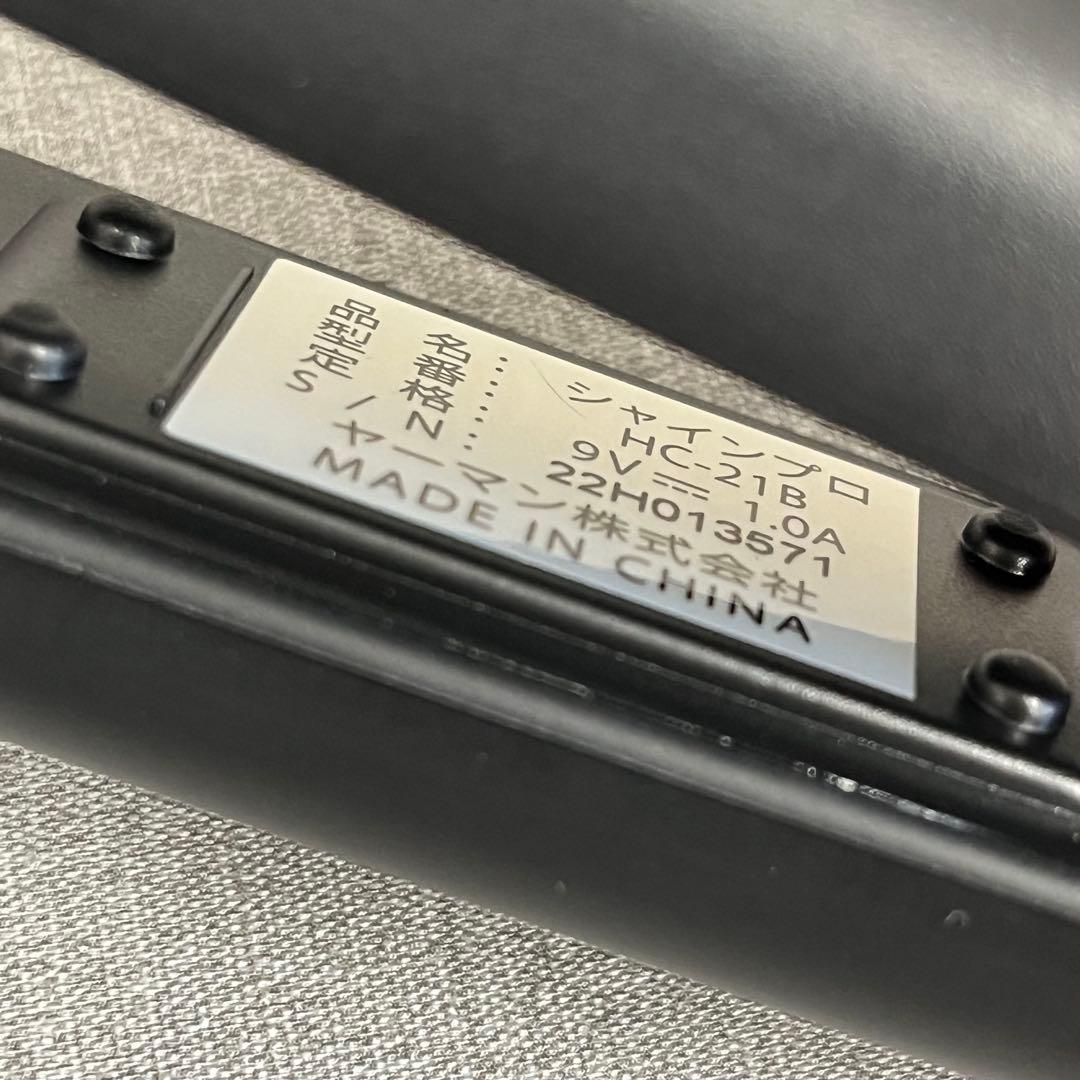 品名：シャインプロ
型番：HC-21B
定格：9V⎓1.0A
S/N：22H013571
ヤーマン株式会社
MADE IN CHINA